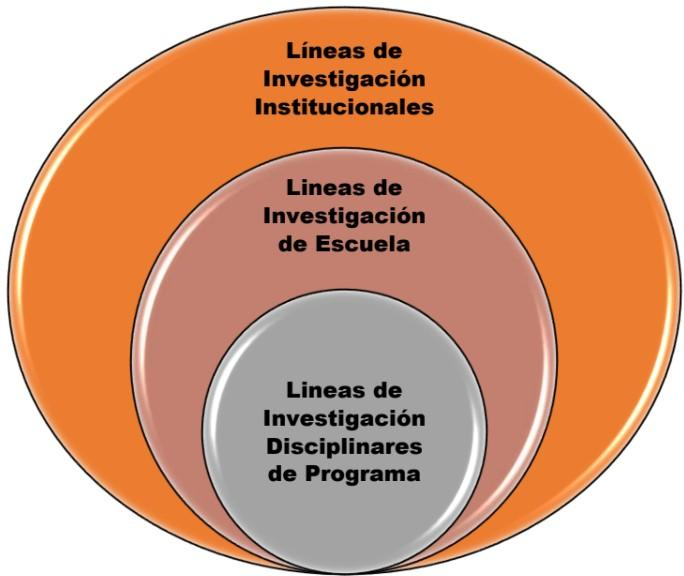 Líneas de
Investigación
Institucionales
Lineas de
Investigación
de Escuela
Lineas de
Investigación
Disciplinares
de Programa